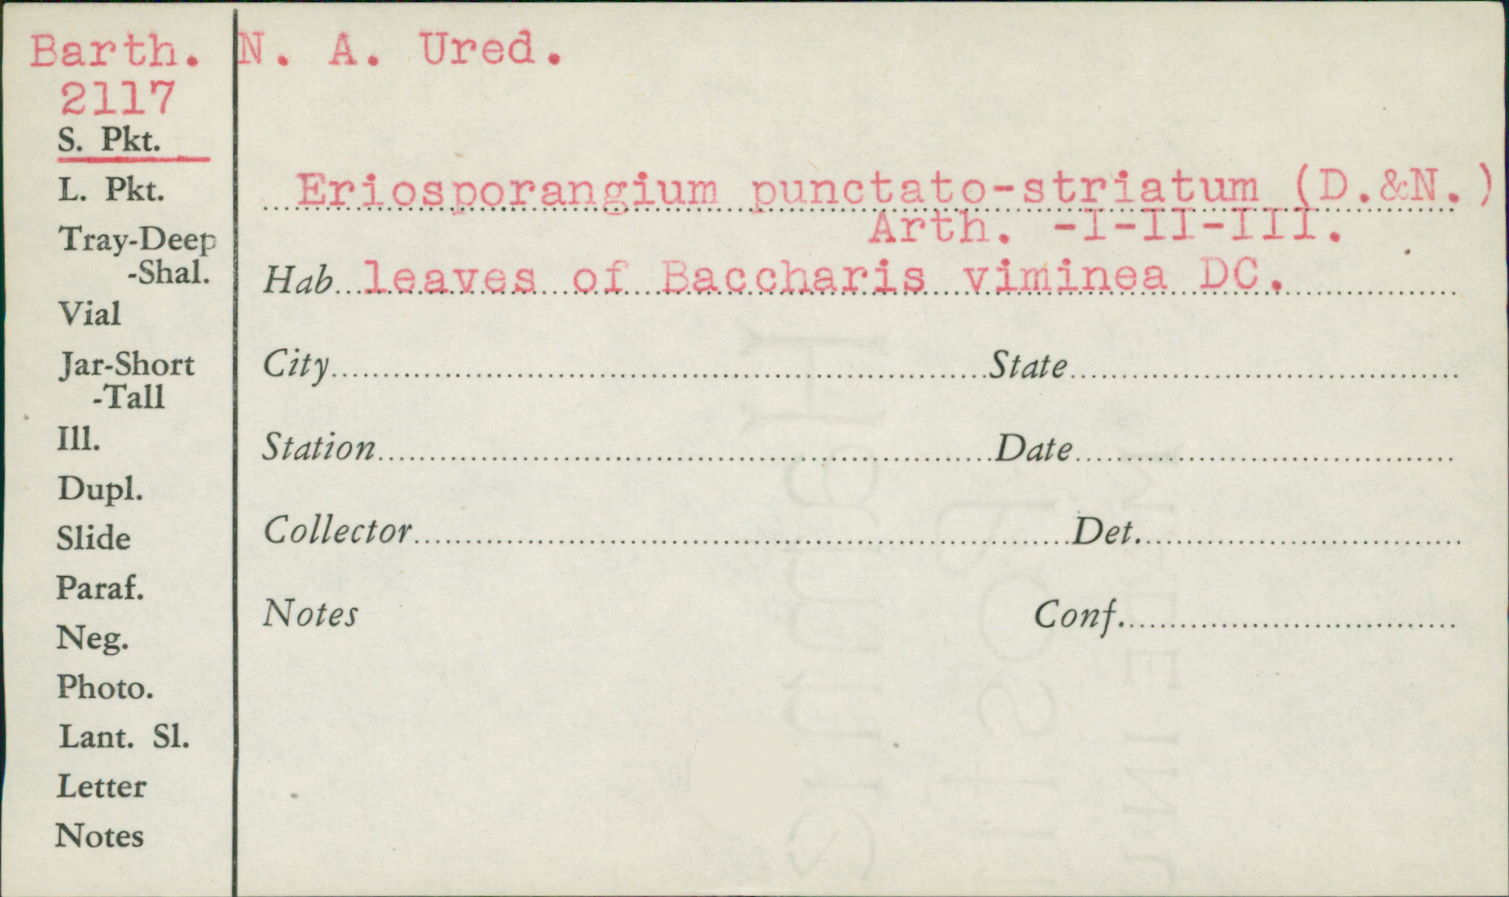 Barth. N. A. Ured.
2117
S. Pkt.
L. Pkt.
Tray-Deep
-Shal.
Vial
Jar-Short
-Tall
Ill.
Dupl.
Slide
Paraf.
Neg.
Photo.
Lant. Sl.
Letter
Notes
Eriosporangium punctato-striatum (D.&N.)
Arth. -I-II-III.
Hab. leaves of Baccharis viminea DC.
City State
Station Date
Collector Det.
Notes Conf.